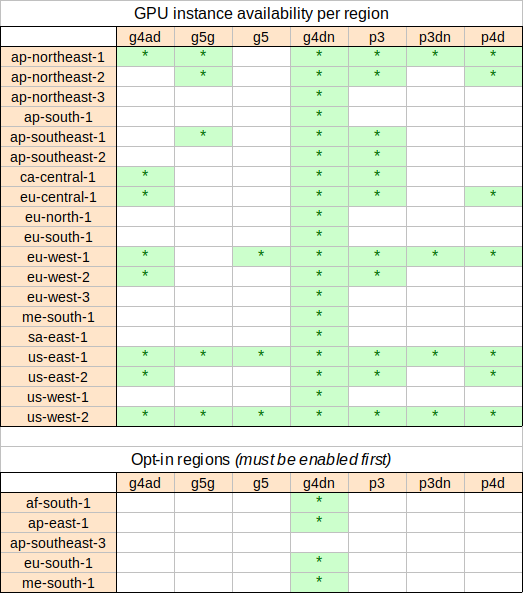 GPU instance availability per region
g4ad g5g g5 g4dn p3 p3dn p4d
ap-northeast-1 * * * * * *
ap-northeast-2 * * * *
ap-northeast-3 *
ap-south-1 *
ap-southeast-1 * * *
ap-southeast-2 * *
ca-central-1 * * *
eu-central-1 * * * *
eu-north-1 *
eu-south-1 *
eu-west-1 * * * * * *
eu-west-2 * * *
eu-west-3 *
me-south-1 *
sa-east-1 *
us-east-1 * * * * * * *
us-east-2 * * * *
us-west-1 *
us-west-2 * * * * * * *
Opt-in regions (must be enabled first)
g4ad g5g g5 g4dn p3 p3dn p4d
af-south-1 *
ap-east-1 *
ap-southeast-3
eu-south-1 *
me-south-1 *